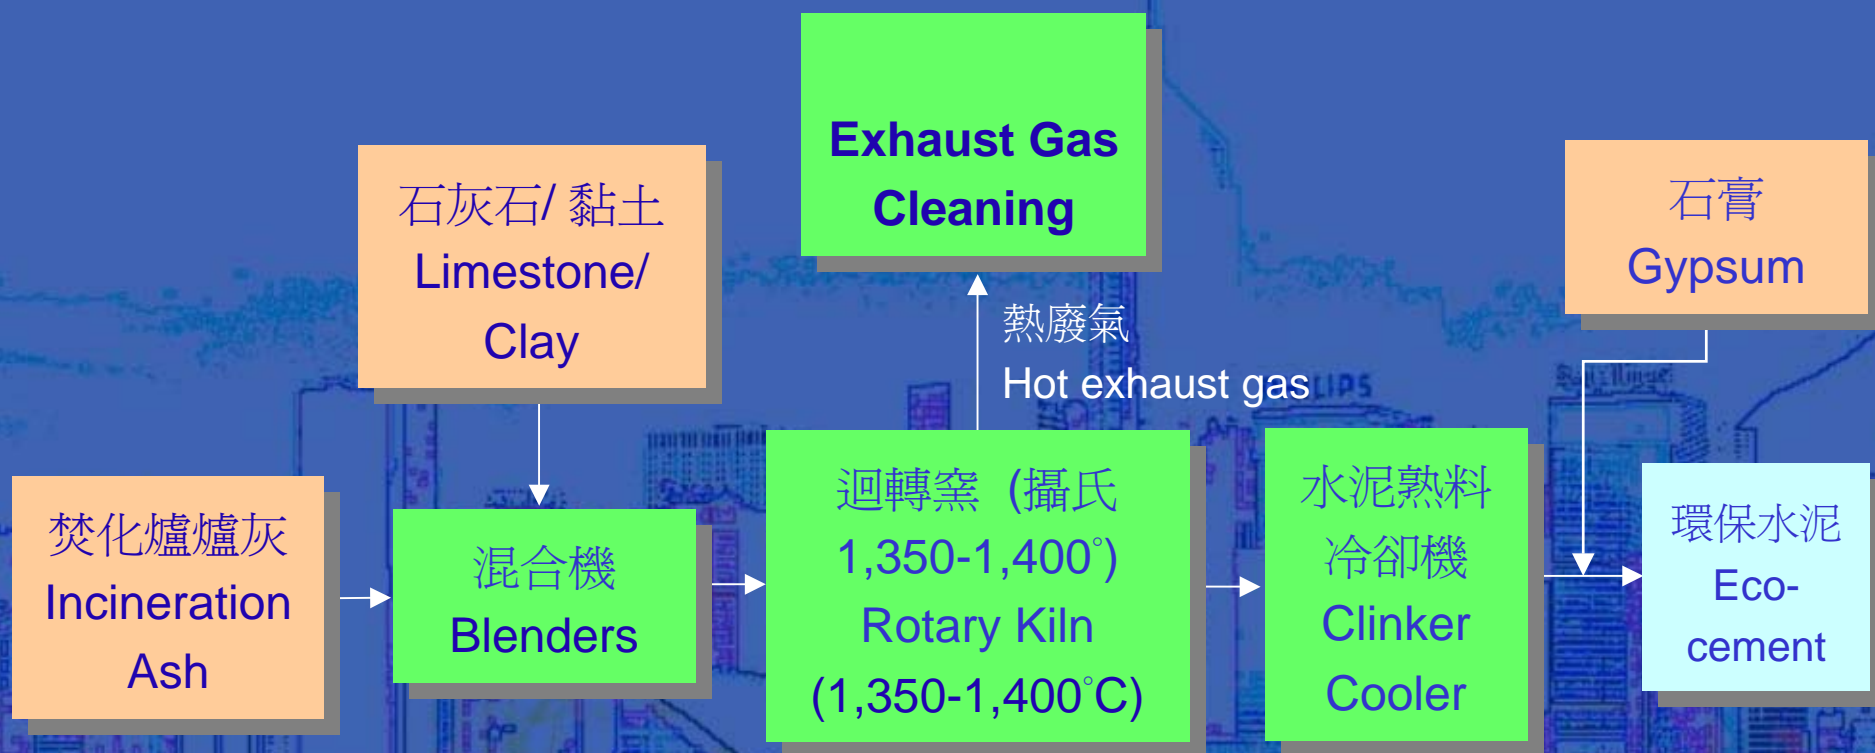 Exhaust Gas
Cleaning
石灰石/ 黏土
Limestone/
Clay
石膏
Gypsum
熱廢氣
Hot exhaust gas
焚化爐爐灰
Incineration
Ash
混合機
Blenders
迴轉窯 (攝氏
1,350-1,400°)
Rotary Kiln
(1,350-1,400°C)
水泥熟料
冷卻機
Clinker
Cooler
環保水泥
Eco-
cement